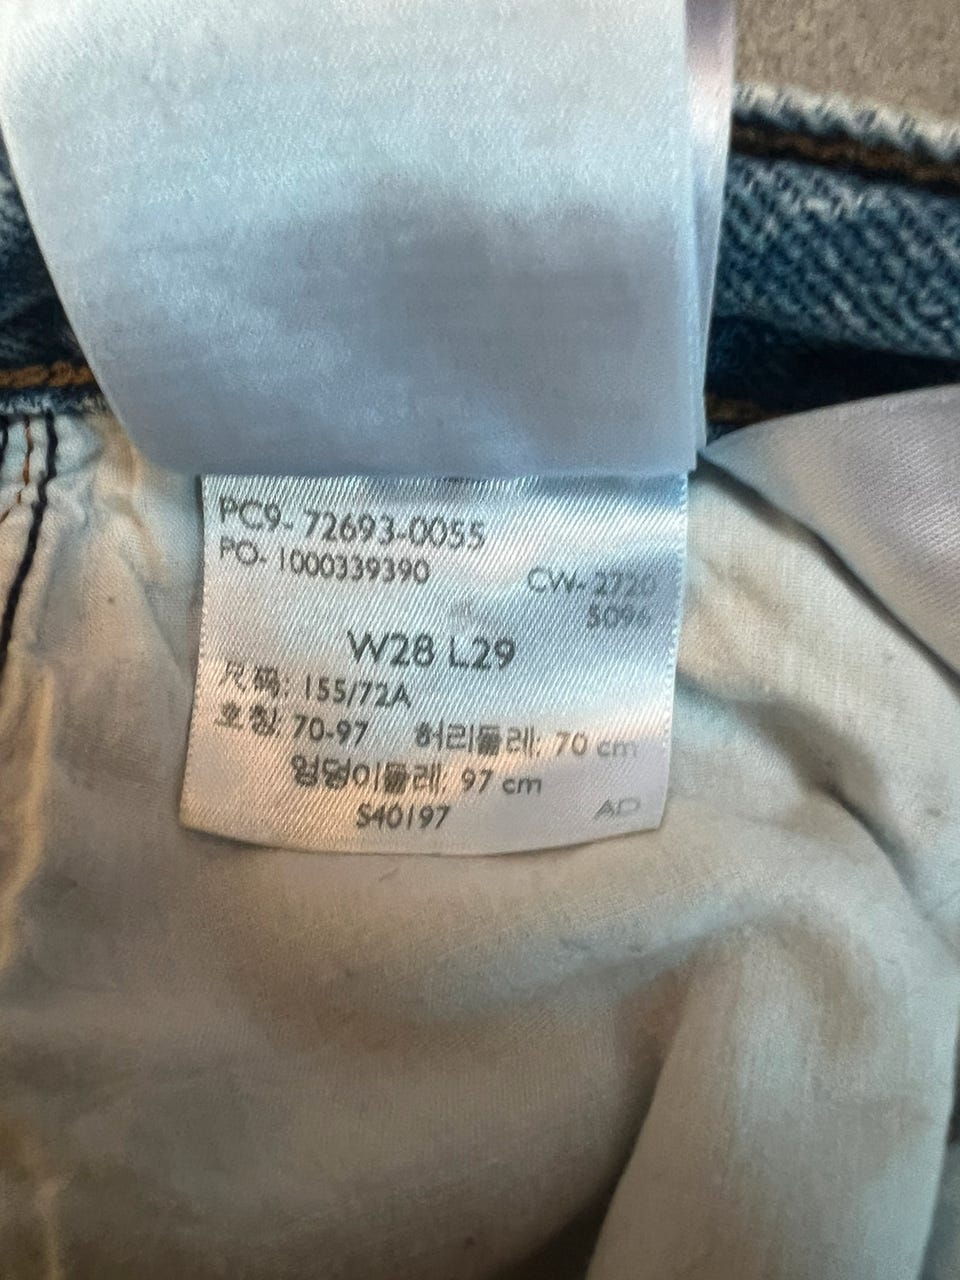 PC9- 72693-0055
PO- 1000339390
CW- 2720
S096
W28 L29
尺码: 155/72A
호칭: 70-97 허리둘레: 70 cm
엉덩이둘레: 97 cm
S40197
AD